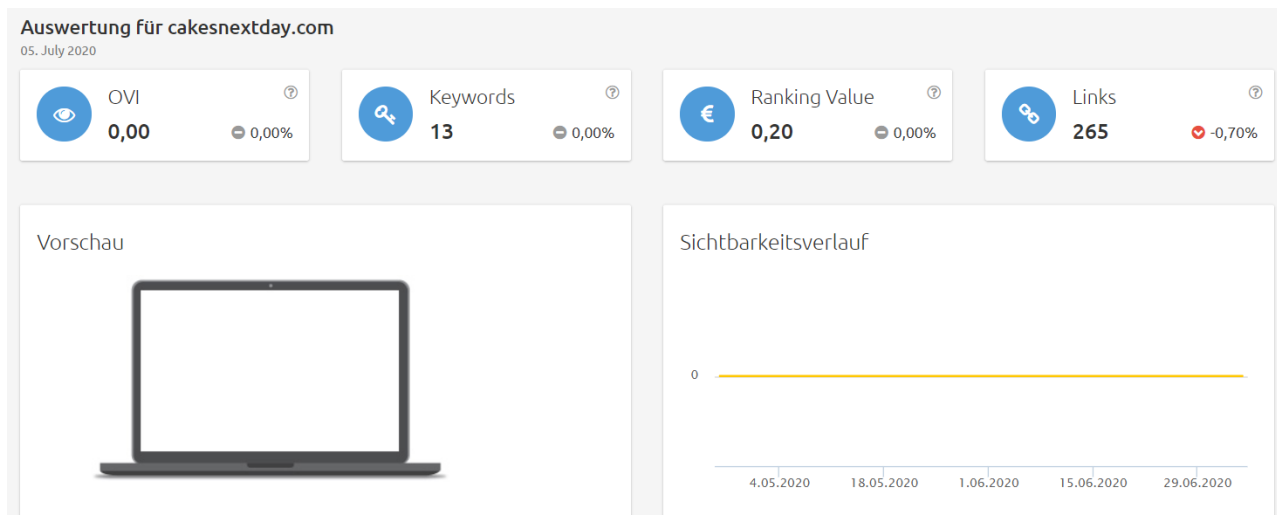 Auswertung für cakesnextday.com
05. July 2020
OVI
0,00
0,00%
Keywords
13
0,00%
Ranking Value
0,20
0,00%
Links
265
-0,70%
Vorschau
Sichtbarkeitsverlauf
0
4.05.2020 18.05.2020 1.06.2020 15.06.2020 29.06.2020